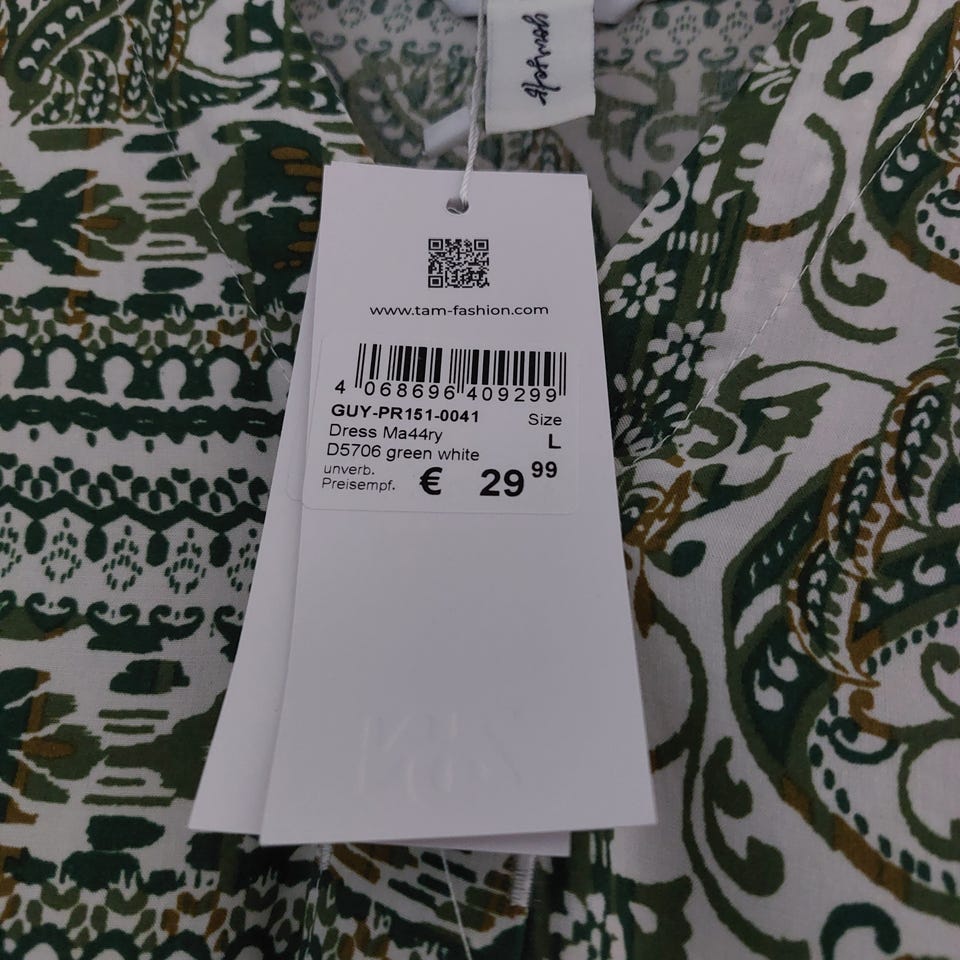 www.tam-fashion.com
4 068696 409299
GUY-PR151-0041 Size
Dress Ma44ry L
D5706 green white
unverb.
Preisempf. € 29 99